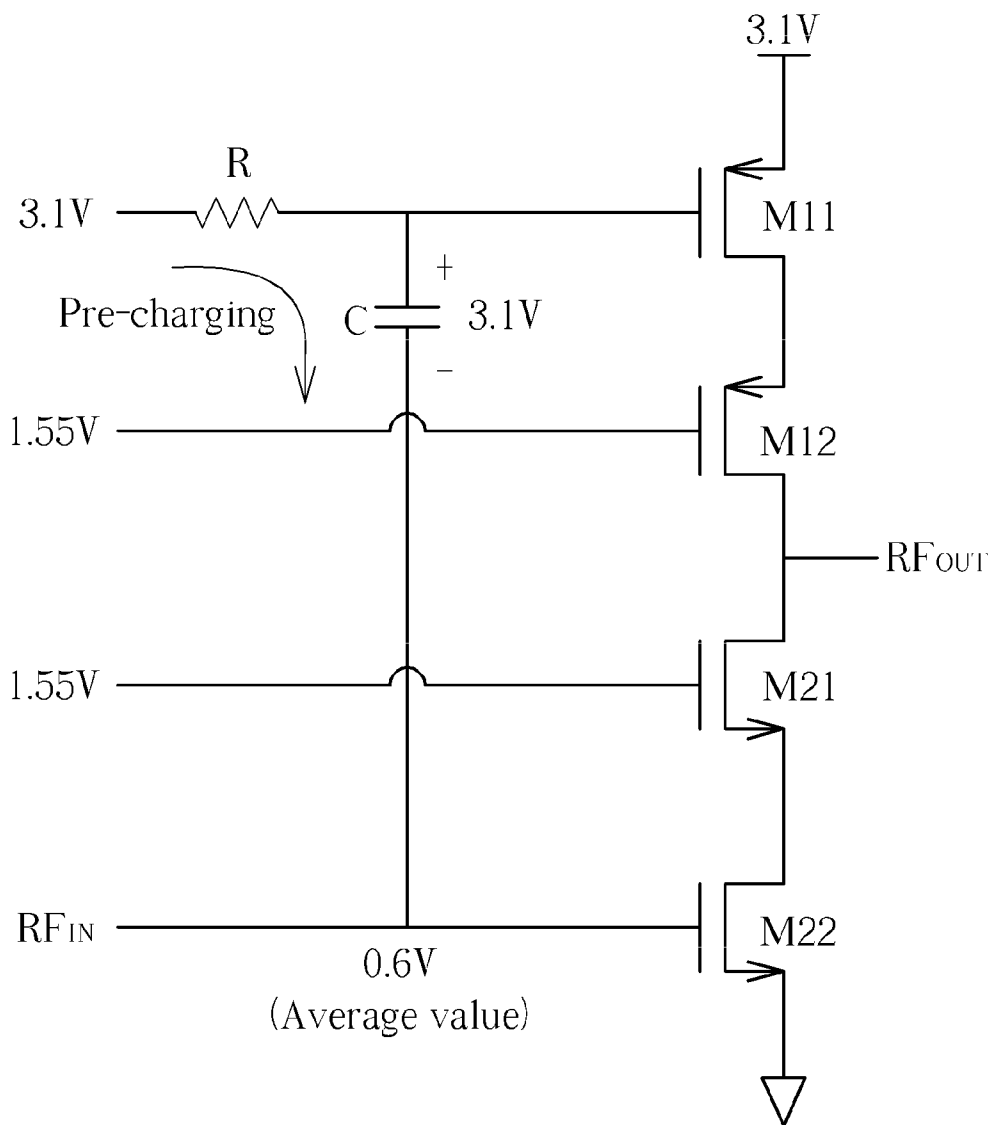 3.1V
R
3.1V
M11
+
Pre-charging
C
3.1V
-
1.55V
M12
RFOUT
1.55V
M21
RFIN
M22
0.6V
(Average value)